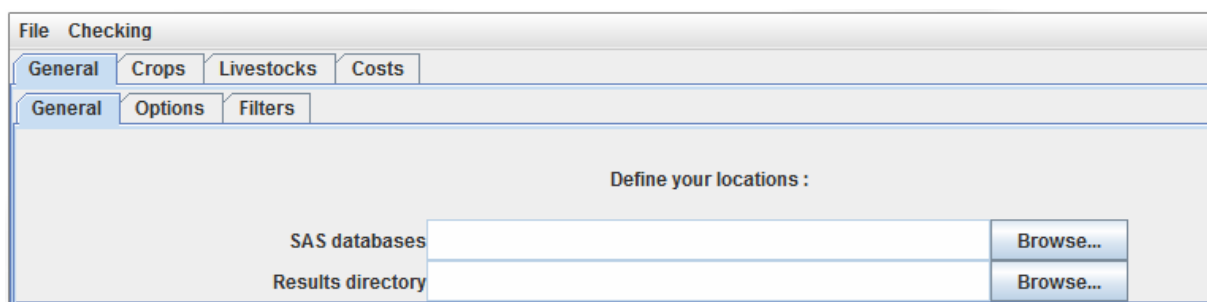 File Checking
General Crops Livestocks Costs
General Options Filters
Define your locations :
SAS databases Browse...
Results directory Browse...